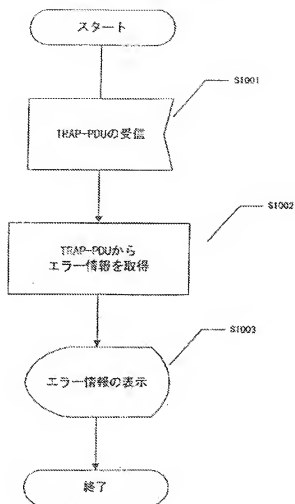 スタート
S1001
TRAP-PDUの受信
S1002
TRAP-PDUから
エラー情報を取得
S1003
エラー情報の表示
終了